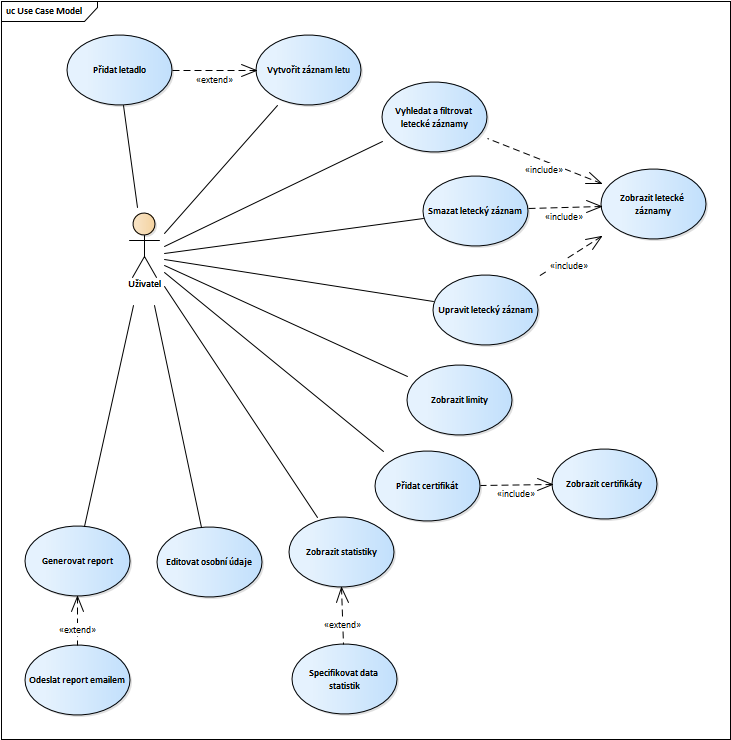 uc Use Case Model
Přidat letadlo
«extend»
Vytvořit záznam letu
Vyhledat a filtrovat
letecké záznamy
«include»
Zobrazit letecké
záznamy
Smazat letecký záznam
«include»
«include»
Uživatel
Upravit letecký záznam
Zobrazit limity
Přidat certifikát
«include»
Zobrazit certifikáty
Generovat report
Editovat osobní údaje
Zobrazit statistiky
«extend»
«extend»
Odeslat report emailem
Specifikovat data
statistik